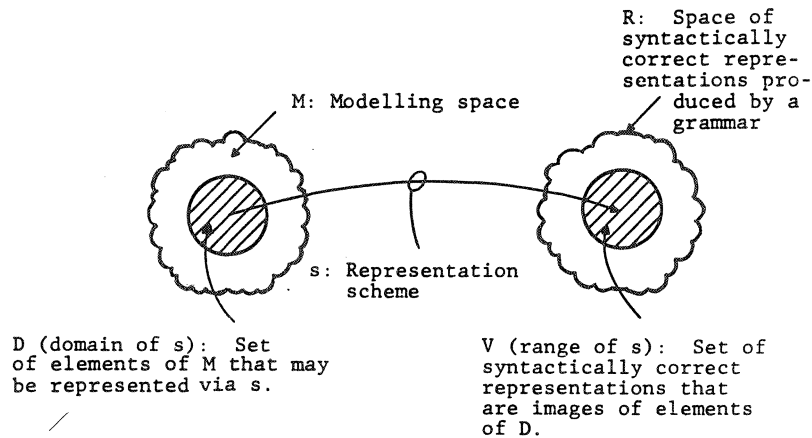 R: Space of
syntactically
correct repre-
sentations pro-
duced by a
grammar
M: Modelling space
s: Representation
scheme
D (domain of s): Set
of elements of M that may
be represented via s.
V (range of s): Set of
syntactically correct
representations that
are images of elements
of D.